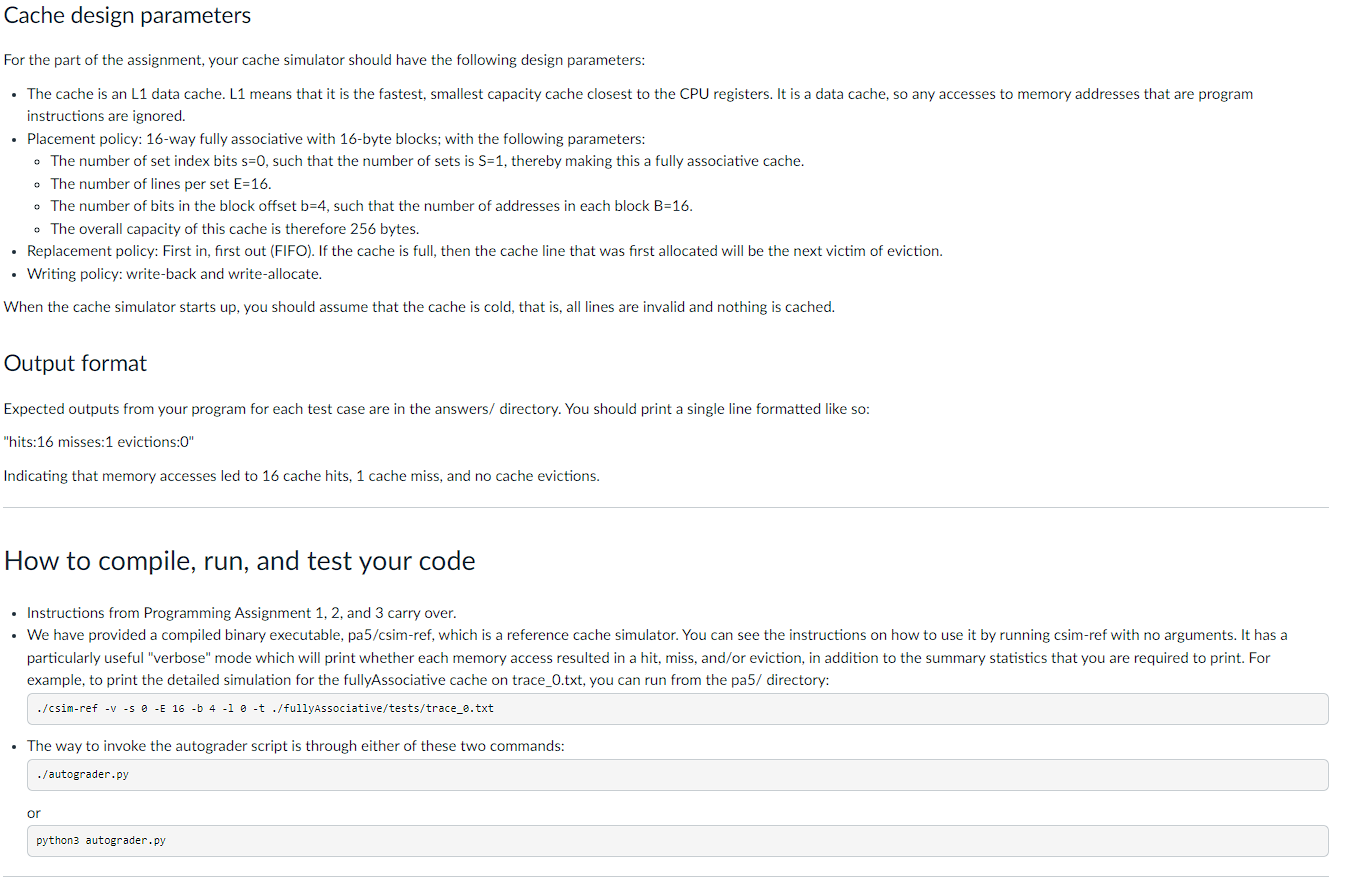 Cache design parameters
For the part of the assignment, your cache simulator should have the following design parameters:
• The cache is an L1 data cache. L1 means that it is the fastest, smallest capacity cache closest to the CPU registers. It is a data cache, so any accesses to memory addresses that are program
instructions are ignored.
• Placement policy: 16-way fully associative with 16-byte blocks; with the following parameters:
◦ The number of set index bits s=0, such that the number of sets is S=1, thereby making this a fully associative cache.
◦ The number of lines per set E=16.
◦ The number of bits in the block offset b=4, such that the number of addresses in each block B=16.
◦ The overall capacity of this cache is therefore 256 bytes.
• Replacement policy: First in, first out (FIFO). If the cache is full, then the cache line that was first allocated will be the next victim of eviction.
• Writing policy: write-back and write-allocate.
When the cache simulator starts up, you should assume that the cache is cold, that is, all lines are invalid and nothing is cached.
Output format
Expected outputs from your program for each test case are in the answers/ directory. You should print a single line formatted like so:
"hits:16 misses:1 evictions:0"
Indicating that memory accesses led to 16 cache hits, 1 cache miss, and no cache evictions.
How to compile, run, and test your code
• Instructions from Programming Assignment 1, 2, and 3 carry over.
• We have provided a compiled binary executable, pa5/csim-ref, which is a reference cache simulator. You can see the instructions on how to use it by running csim-ref with no arguments. It has a
particularly useful "verbose" mode which will print whether each memory access resulted in a hit, miss, and/or eviction, in addition to the summary statistics that you are required to print. For
example, to print the detailed simulation for the fullyAssociative cache on trace_0.txt, you can run from the pa5/ directory:
./csim-ref -v -s 0 -E 16 -b 4 -l 0 -t ./fullyAssociative/tests/trace_0.txt
• The way to invoke the autograder script is through either of these two commands:
./autograder.py
or
python3 autograder.py